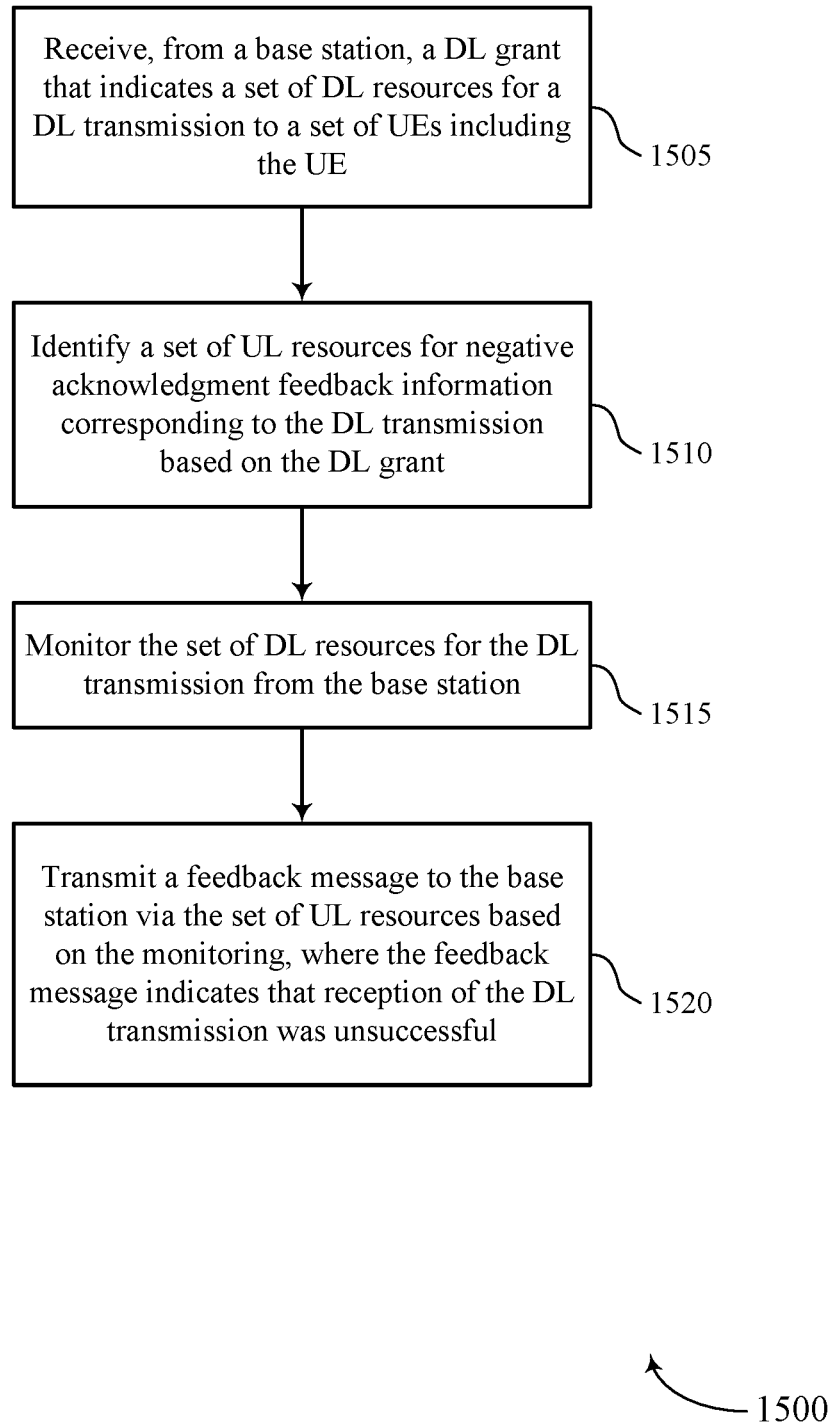 Receive, from a base station, a DL grant
that indicates a set of DL resources for a
DL transmission to a set of UEs including
the UE
1505
Identify a set of UL resources for negative
acknowledgment feedback information
corresponding to the DL transmission
based on the DL grant
1510
Monitor the set of DL resources for the DL
transmission from the base station
1515
Transmit a feedback message to the base
station via the set of UL resources based
on the monitoring, where the feedback
message indicates that reception of the DL
transmission was unsuccessful
1520
1500